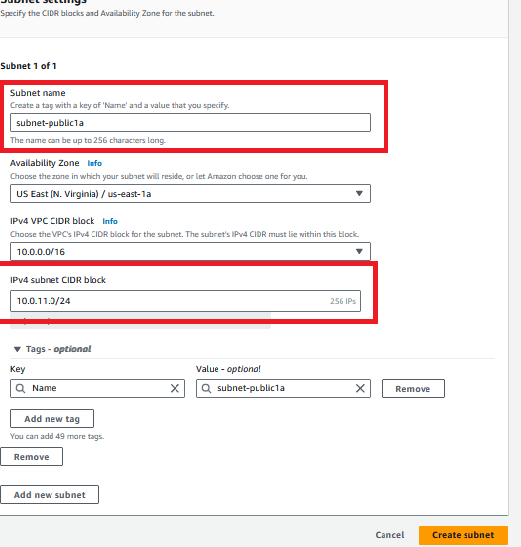 Subnet settings
Specify the CIDR blocks and Availability Zone for the subnet.
Subnet 1 of 1
Subnet name
Create a tag with a key of 'Name' and a value that you specify.
subnet-public1a
The name can be up to 256 characters long.
Availability Zone Info
Choose the zone in which your subnet will reside, or let Amazon choose one for you.
US East (N. Virginia) / us-east-1a
IPv4 VPC CIDR block Info
Choose the VPC's IPv4 CIDR block for the subnet. The subnet's IPv4 CIDR must lie within this block.
10.0.0.0/16
IPv4 subnet CIDR block
10.0.11.0/24 256 IPs
Tags - optional
Key Value - optional
Name subnet-public1a Remove
Add new tag
You can add 49 more tags.
Remove
Add new subnet
Cancel Create subnet